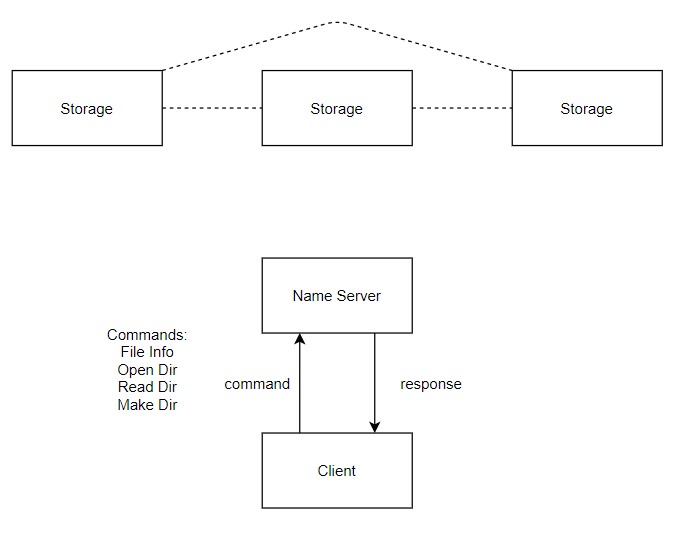 Storage
Storage
Storage
Name Server
Commands:
File Info
Open Dir
Read Dir
Make Dir
command
response
Client